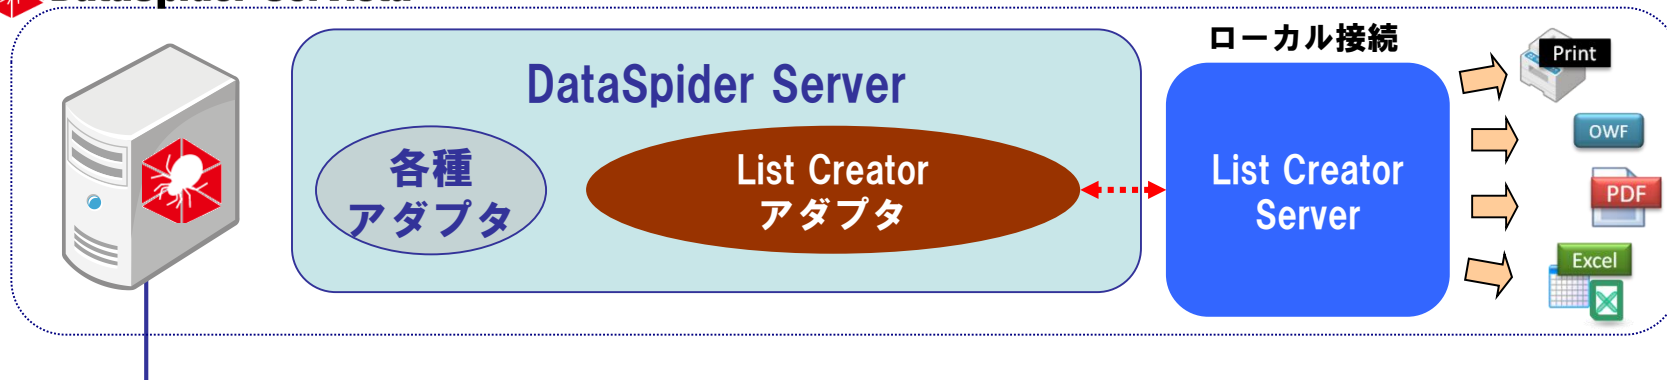 ローカル接続
DataSpider Server
各種
アダプタ
List Creator
アダプタ
List Creator
Server
Print
OWF
PDF
Excel